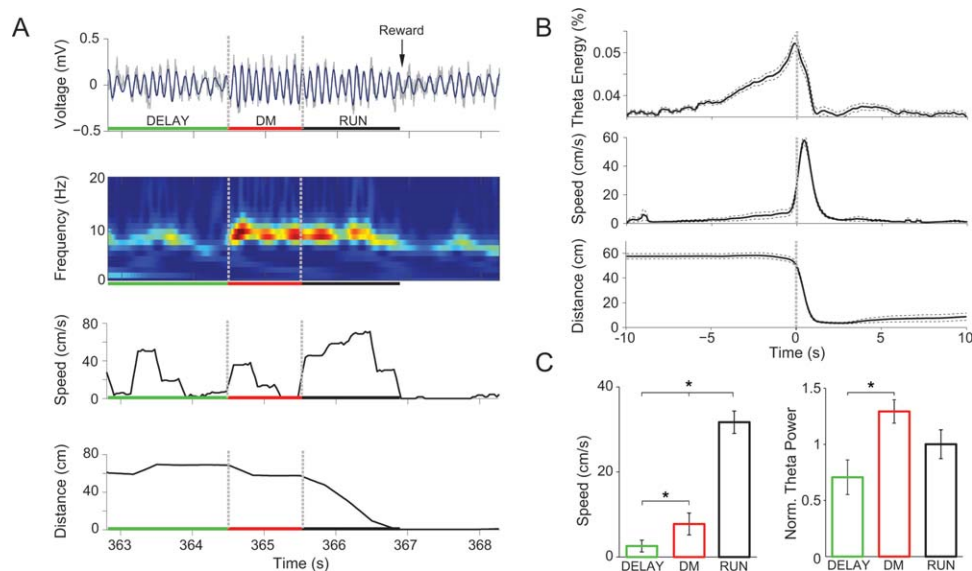 A
Reward
Voltage (mV)
0.5
0
−0.5
DELAY
DM
RUN
Frequency (Hz)
20
10
0
Speed (cm/s)
80
40
0
Distance (cm)
80
40
0
363 364 365 366 367 368
Time (s)
B
Theta Energy (%)
0.05
0.04
Speed (cm/s)
60
40
20
0
Distance (cm)
60
40
20
0
-10 −5 0 5 10
Time (s)
C
Speed (cm/s)
40
20
0
*
*
DELAY DM RUN
Norm. Theta Power
1.5
1
0.5
0
*
DELAY DM RUN